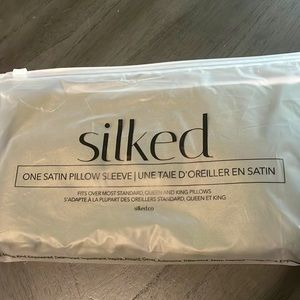 silked
ONE SATIN PILLOW SLEEVE | UNE TAIE D'OREILLER EN SATIN
FITS OVER MOST STANDARD, QUEEN AND KING PILLOWS
S'ADAPTE À LA PLUPART DES OREILLERS STANDARD, QUEEN ET KING
silked.co